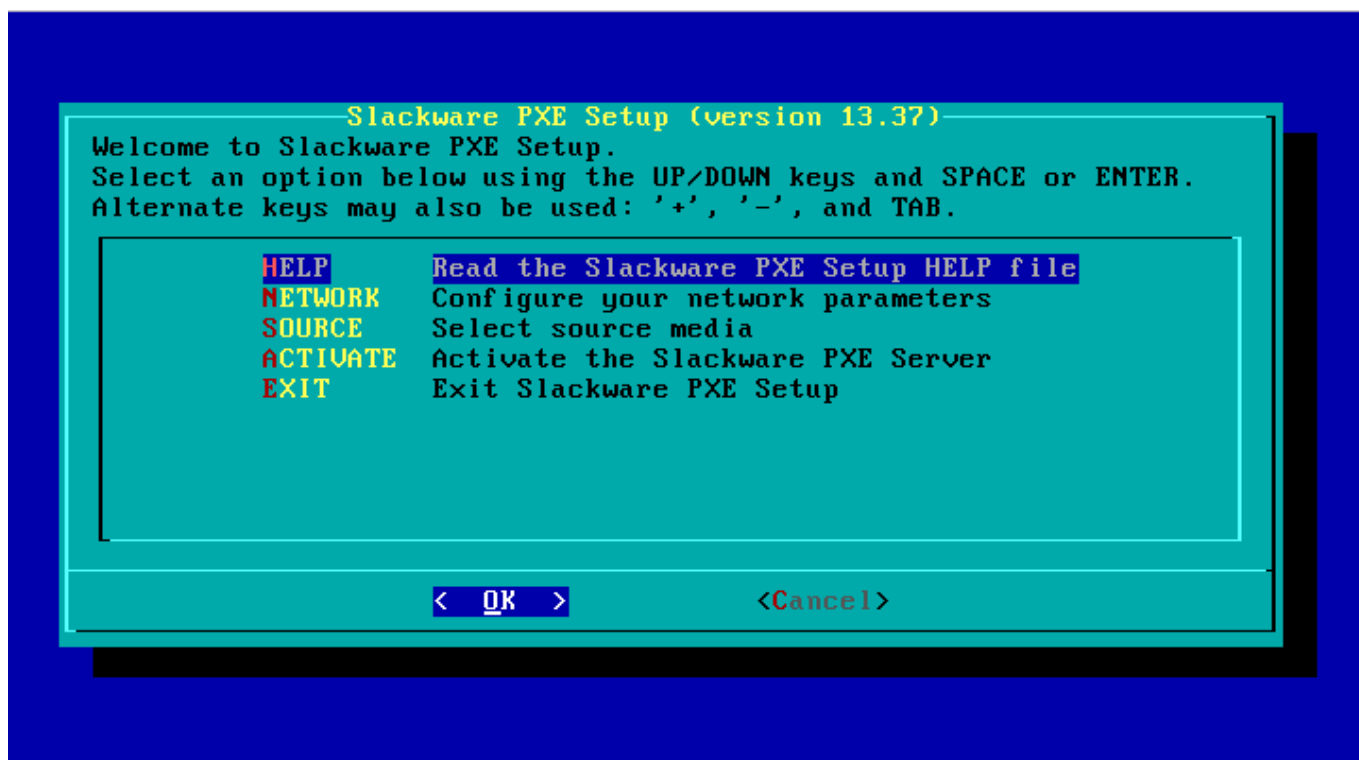 Slackware PXE Setup (version 13.37)
Welcome to Slackware PXE Setup.
Select an option below using the UP/DOWN keys and SPACE or ENTER.
Alternate keys may also be used: '+', '-', and TAB.
HELP Read the Slackware PXE Setup HELP file
NETWORK Configure your network parameters
SOURCE Select source media
ACTIVATE Activate the Slackware PXE Server
EXIT Exit Slackware PXE Setup
< OK > <Cancel>